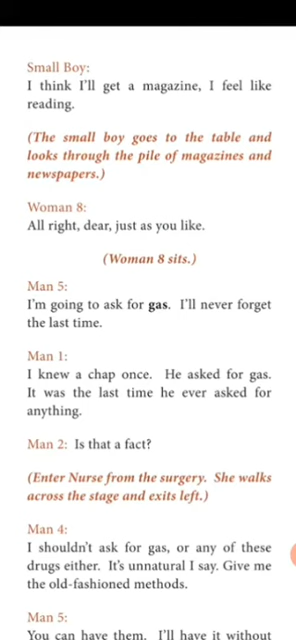 Small Boy:
I think I'll get a magazine, I feel like
reading.
(The small boy goes to the table and
looks through the pile of magazines and
newspapers.)
Woman 8:
All right, dear, just as you like.
(Woman 8 sits.)
Man 5:
I'm going to ask for gas. I'll never forget
the last time.
Man 1:
I knew a chap once. He asked for gas.
It was the last time he ever asked for
anything.
Man 2: Is that a fact?
(Enter Nurse from the surgery. She walks
across the stage and exits left.)
Man 4:
I shouldn't ask for gas, or any of these
drugs either. It's unnatural I say. Give me
the old-fashioned methods.
Man 5:
You can have them. I'll have it without